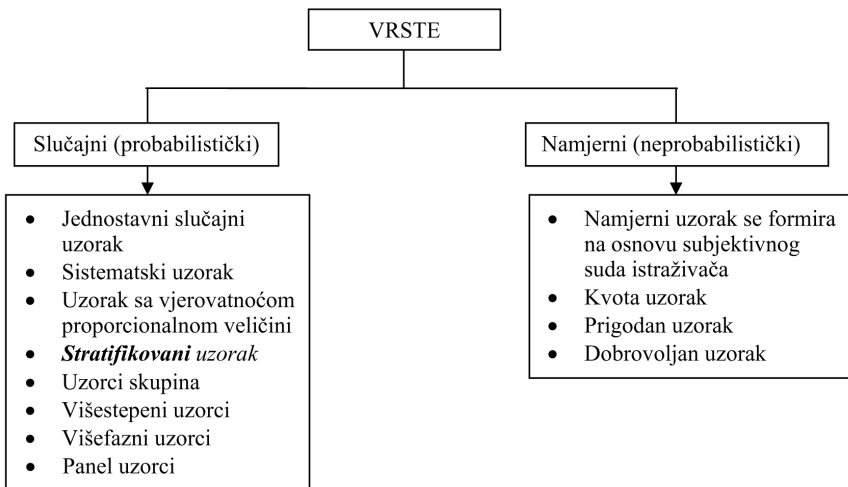 VRSTE
Slučajni (probabilistički)
• Jednostavni slučajni
uzorak
• Sistematski uzorak
• Uzorak sa vjerovatnoćom
proporcionalnom veličini
• Stratifikovani uzorak
• Uzorci skupina
• Višestepeni uzorci
• Višefazni uzorci
• Panel uzorci
Namjerni (neprobabilistički)
• Namjerni uzorak se formira
na osnovu subjektivnog
suda istraživača
• Kvota uzorak
• Prigodan uzorak
• Dobrovoljan uzorak